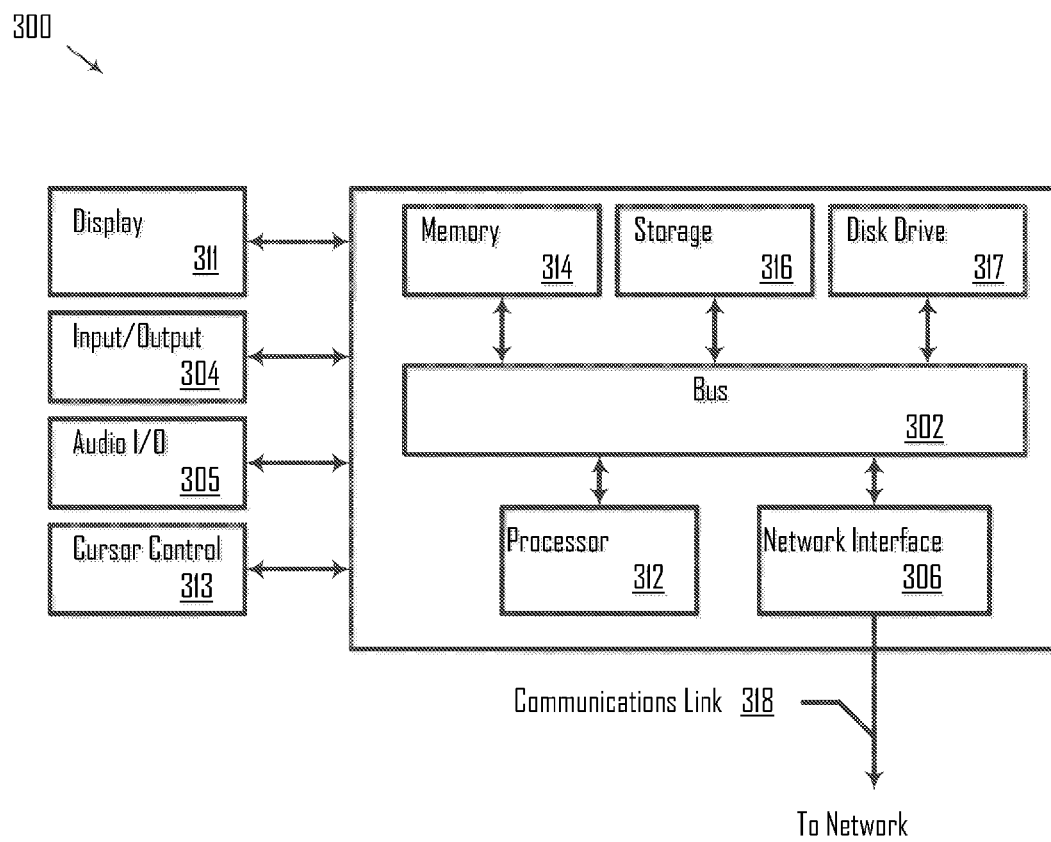 300
Display
311
Input/Output
304
Audio I/O
305
Cursor Control
313
Memory
314
Storage
316
Disk Drive
317
Bus
302
Processor
312
Network Interface
306
Communications Link 318
To Network